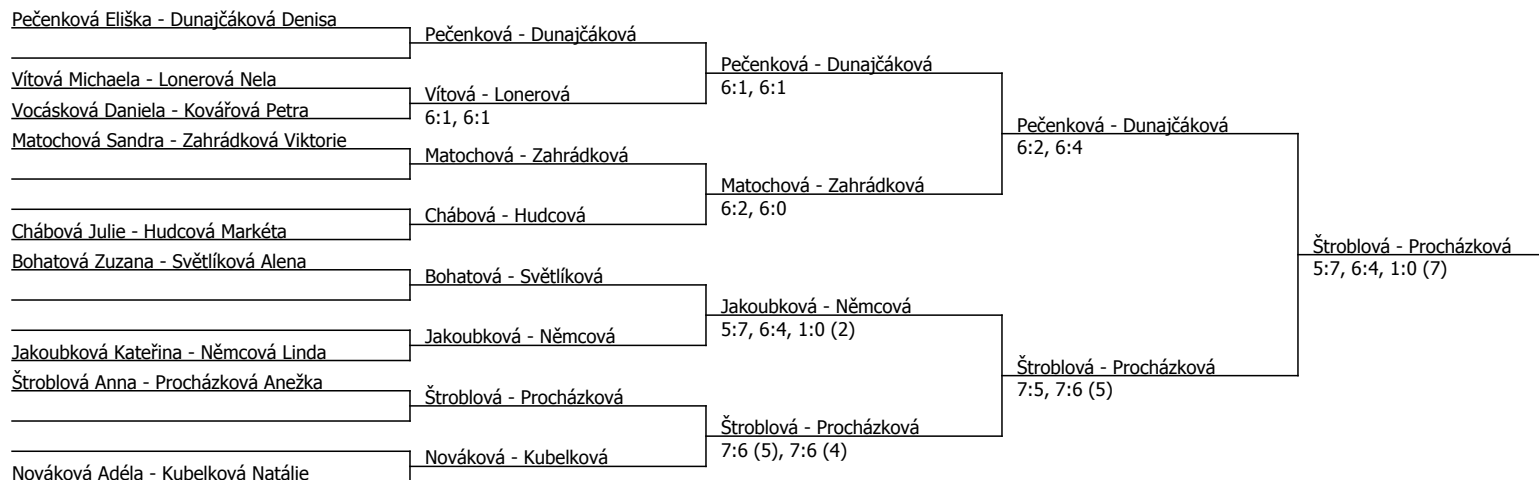 Pečenková Eliška - Dunajčáková Denisa
Vítová Michaela - Lonerová Nela
Vocásková Daniela - Kovářová Petra
Matochová Sandra - Zahrádková Viktorie
Chábová Julie - Hudcová Markéta
Bohatová Zuzana - Světlíková Alena
Jakoubková Kateřina - Němcová Linda
Štroblová Anna - Procházková Anežka
Nováková Adéla - Kubelková Natálie
Pečenková - Dunajčáková
Vítová - Lonerová
6:1, 6:1
Matochová - Zahrádková
Chábová - Hudcová
Bohatová - Světlíková
Jakoubková - Němcová
Štroblová - Procházková
Nováková - Kubelková
Pečenková - Dunajčáková
6:1, 6:1
Matochová - Zahrádková
6:2, 6:0
Jakoubková - Němcová
5:7, 6:4, 1:0 (2)
Štroblová - Procházková
7:6 (5), 7:6 (4)
Pečenková - Dunajčáková
6:2, 6:4
Štroblová - Procházková
7:5, 7:6 (5)
Štroblová - Procházková
5:7, 6:4, 1:0 (7)